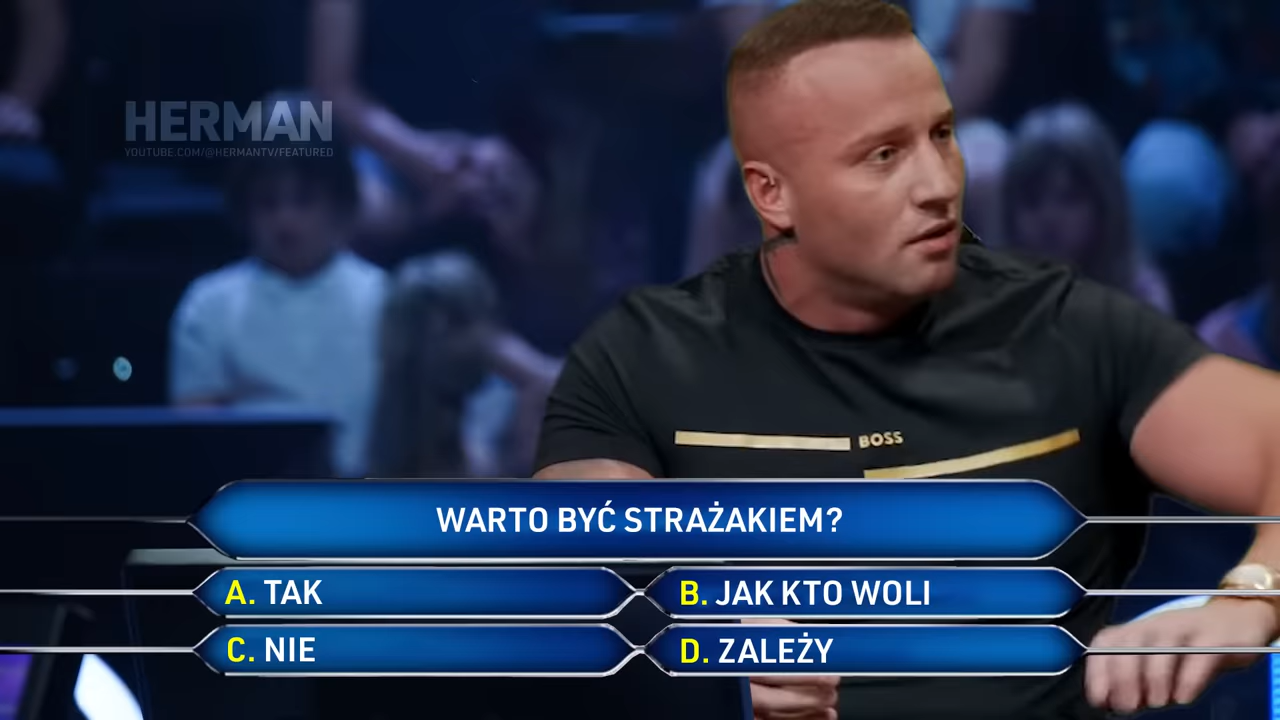 HERMAN
YOUTUBE.COM/@HERMANTV/FEATURED
BOSS
WARTO BYĆ STRAŻAKIEM?
A. TAK
B. JAK KTO WOLI
C. NIE
D. ZALEŻY